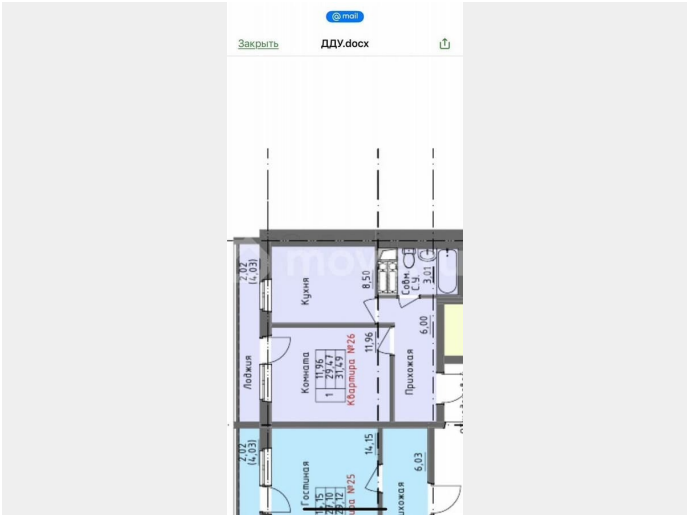 @mail
Закрыть
ДДУ.docx
2,02
(4,03)
Кухня
8,50
Совм.
С.У.
3,01
6,00
Прихожая
Лоджия
Комната
1
11,96
29,47
31,49
Квартира №26
11,96
2,02
(4,03)
Гостиная
14,15
6,03